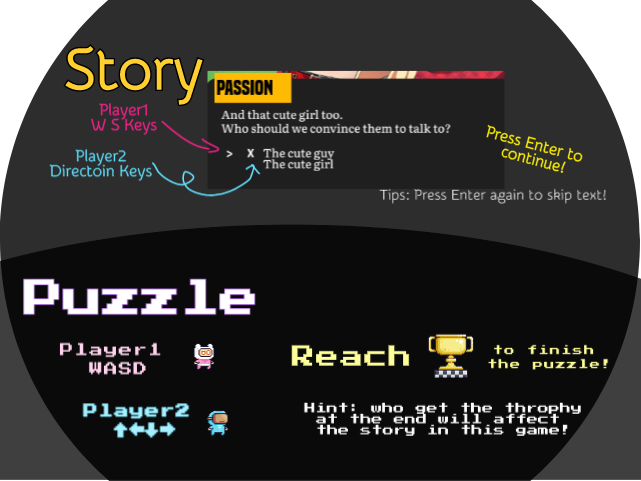 Story
Player1
W S Keys
Player2
Directoin Keys
PASSION
And that cute girl too.
Who should we convince them to talk to?
> X The cute guy
The cute girl
Press Enter to
continue!
Tips: Press Enter again to skip text!
Puzzle
Player1
WASD
Player2
↑←↓→
Reach
to finish
the puzzle!
Hint: who get the throphy
at the end will affect
the story in this game!